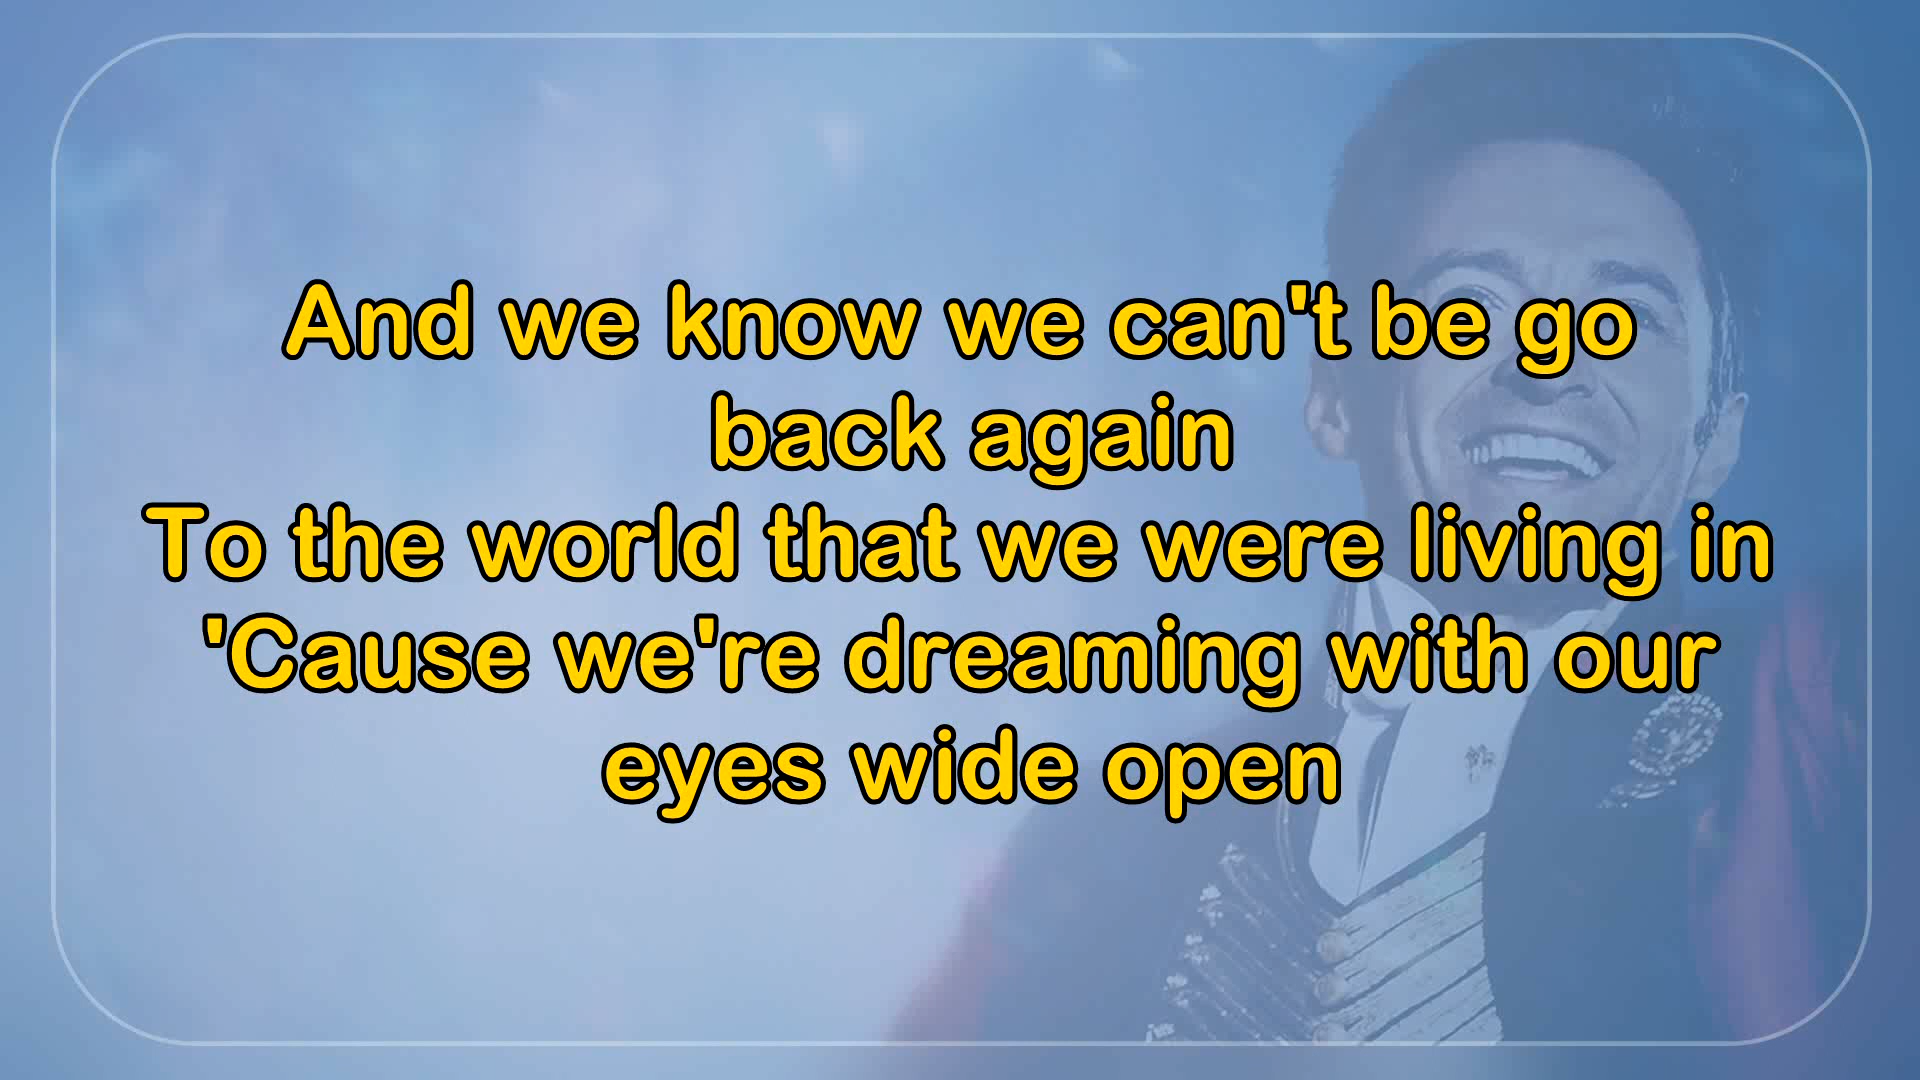 And we know we can't be go
back again
To the world that we were living in
'Cause we're dreaming with our
eyes wide open